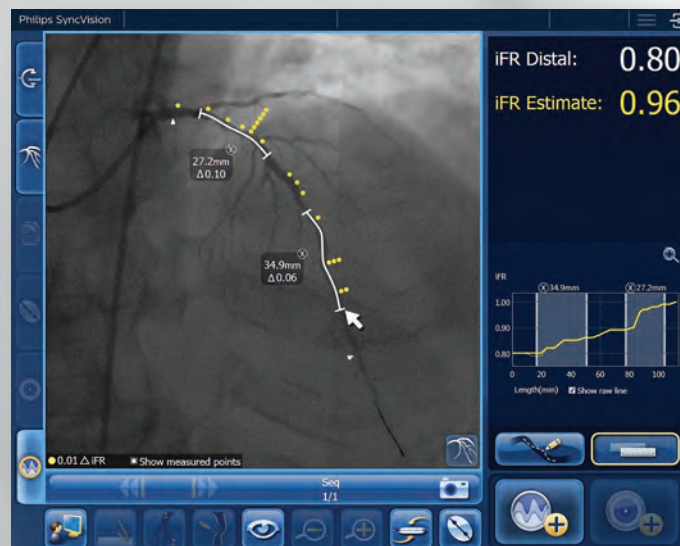 Philips SyncVision
iFR Distal: 0.80
iFR Estimate: 0.96
27.2mm
Δ0.10
34.9mm
Δ0.06
iFR
34.9mm 27.2mm
1.00
0.90
0.80
0 20 40 60 80 100
Length(mm) Show raw line
0.01 Δ iFR Show measured points
Seq
1/1